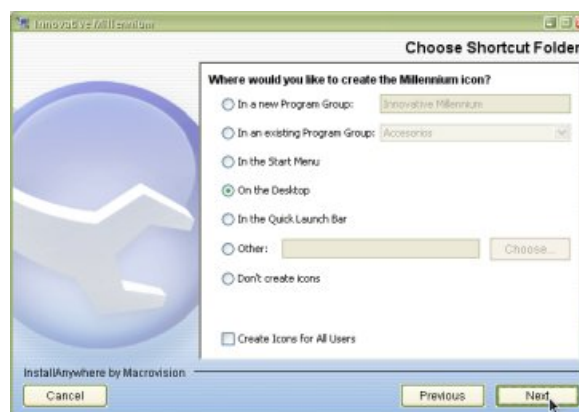 Innovative Millennium
Choose Shortcut Folder
Where would you like to create the Millennium icon?
In a new Program Group: Innovative Millennium
In an existing Program Group: Accesorios
In the Start Menu
On the Desktop
In the Quick Launch Bar
Other: Choose...
Don't create icons
Create Icons for All Users
InstallAnywhere by Macrovision
Cancel Previous Next